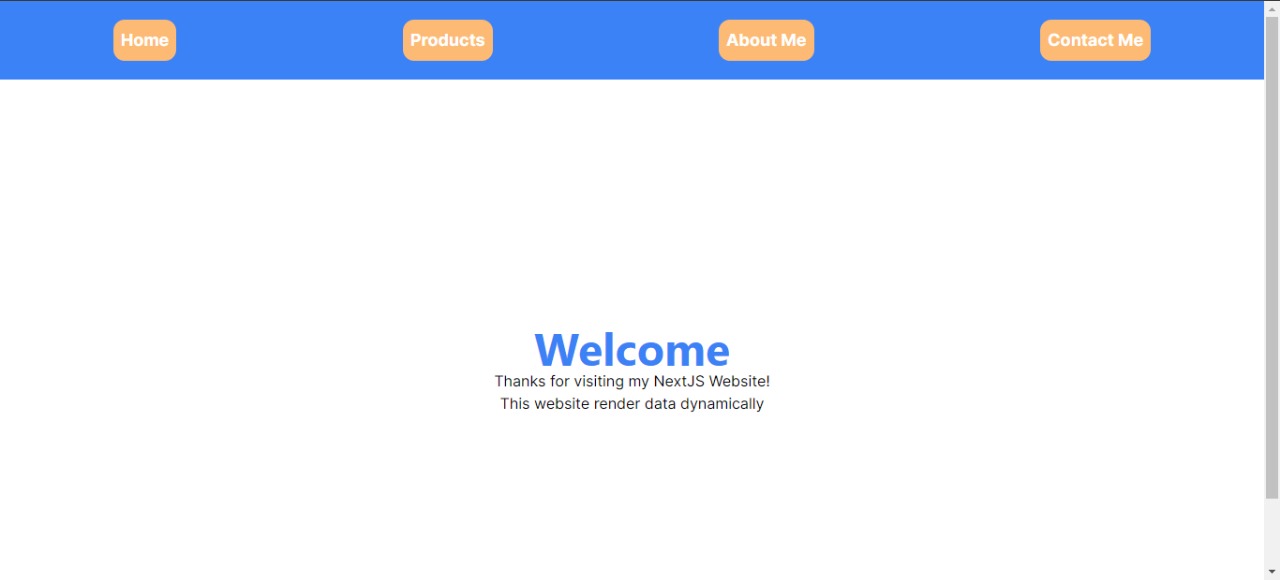 Home Products About Me Contact Me
Welcome
Thanks for visiting my NextJS Website!
This website render data dynamically